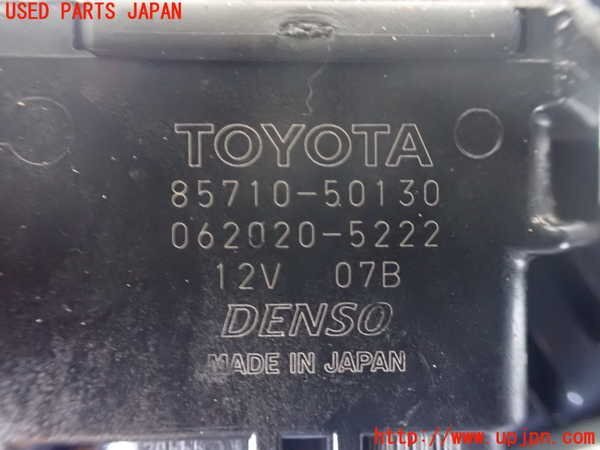 USED PARTS JAPAN
TOYOTA
85710-50130
062020-5222
12V 07B
DENSO
MADE IN JAPAN
http://www.upjpn.com/